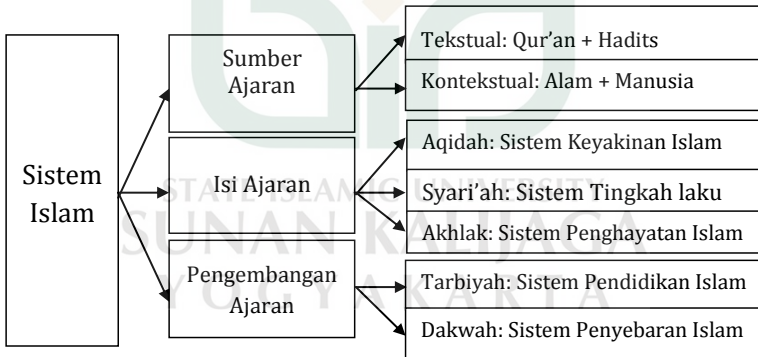 Sistem
Islam
Sumber
Ajaran
Isi Ajaran
Pengembangan
Ajaran
Tekstual: Qur'an + Hadits
Kontekstual: Alam + Manusia
Aqidah: Sistem Keyakinan Islam
Syari'ah: Sistem Tingkah laku
Akhlak: Sistem Penghayatan Islam
Tarbiyah: Sistem Pendidikan Islam
Dakwah: Sistem Penyebaran Islam
STATE ISLAMIC UNIVERSITY
SUNAN KALIJAGA
YOGYAKARTA